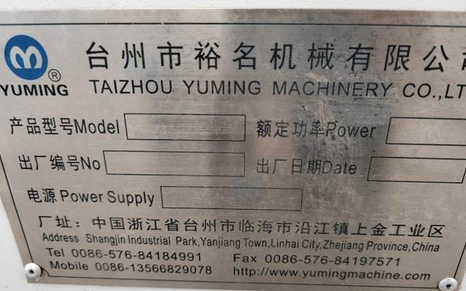 台州市裕名机械有限公司
YUMING ® TAIZHOU YUMING MACHINERY CO.,LT
产品型号Model 额定功率Power
出厂编号No 出厂日期Date
电源 Power Supply
厂址：中国浙江省台州市临海市沿江镇上金工业区
Address Shangjin Industrial Park,Yanjiang Town,Linhai City,Zhejiang Province,China
Tel 0086-576-84184991 Fax 0086-576-84197571
Mobile 0086-13566829078 http://www.yumingmachine.com